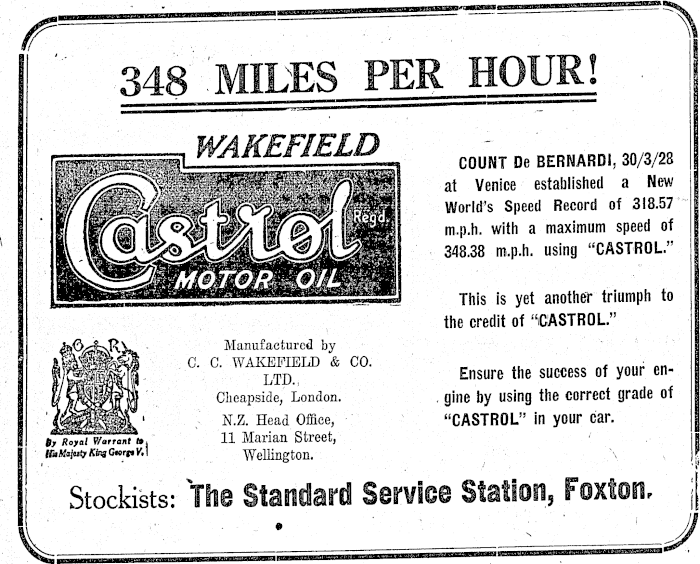 348 MILES PER HOUR!
WAKEFIELD
Castrol Regd.
MOTOR OIL
COUNT De BERNARDI, 30/3/28
at Venice established a New
World's Speed Record of 318.57
m.p.h. with a maximum speed of
348.38 m.p.h. using "CASTROL."
This is yet another triumph to
the credit of "CASTROL."
Ensure the success of your en-
gine by using the correct grade of
"CASTROL" in your car.
G R
By Royal Warrant to
His Majesty King George V.
Manufactured by
C. C. WAKEFIELD & CO.
LTD.,
Cheapside, London.
N.Z. Head Office,
11 Marian Street,
Wellington.
Stockists: The Standard Service Station, Foxton.